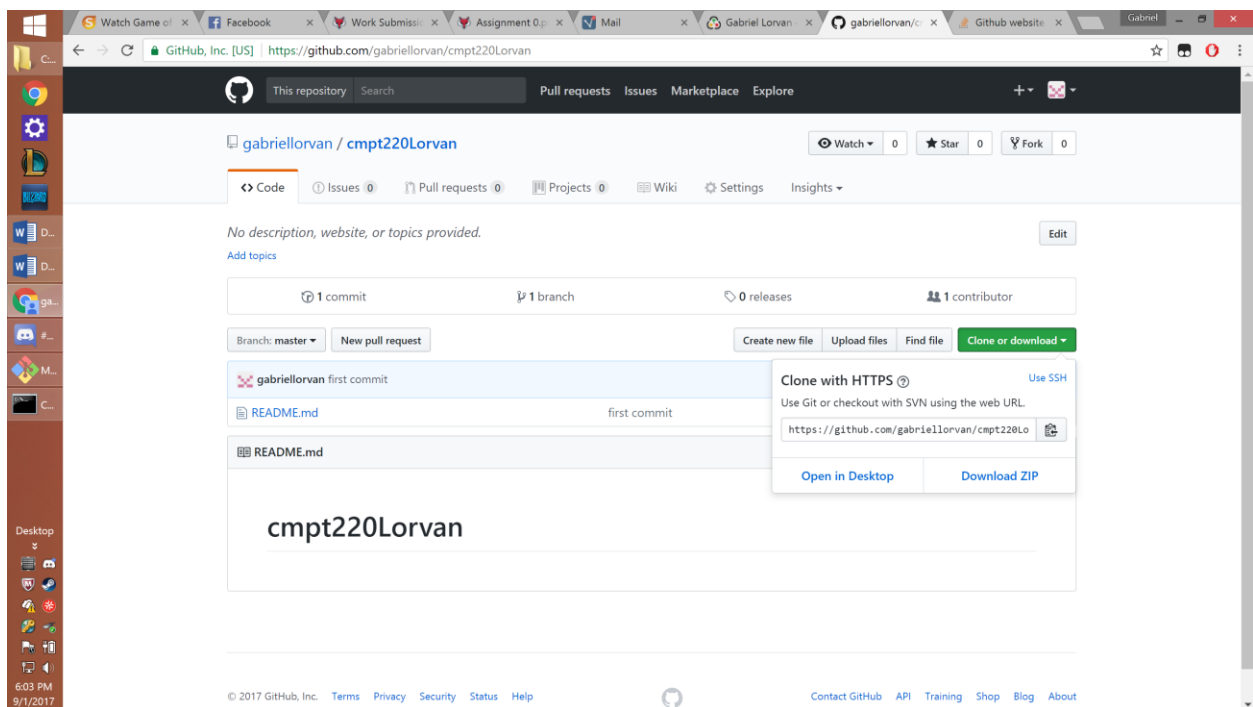 Watch Game of
Facebook
Work Submissio
Assignment 0.p
Mail
Gabriel Lorvan -
gabriellorvan/c
Github website
Gabriel
GitHub, Inc. [US] | https://github.com/gabriellorvan/cmpt220Lorvan
This repository Search Pull requests Issues Marketplace Explore
gabriellorvan / cmpt220Lorvan
Watch 0 Star 0 Fork 0
Code Issues 0 Pull requests 0 Projects 0 Wiki Settings Insights
No description, website, or topics provided. Edit
Add topics
1 commit 1 branch 0 releases 1 contributor
Branch: master New pull request Create new file Upload files Find file Clone or download
gabriellorvan first commit
README.md first commit
Clone with HTTPS Use SSH
Use Git or checkout with SVN using the web URL.
https://github.com/gabriellorvan/cmpt220Lo
Open in Desktop Download ZIP
README.md
cmpt220Lorvan
© 2017 GitHub, Inc. Terms Privacy Security Status Help Contact GitHub API Training Shop Blog About
C...
BLIZZARD
W D...
W D...
ga...
#...
M...
C...
Desktop
6:03 PM
9/1/2017